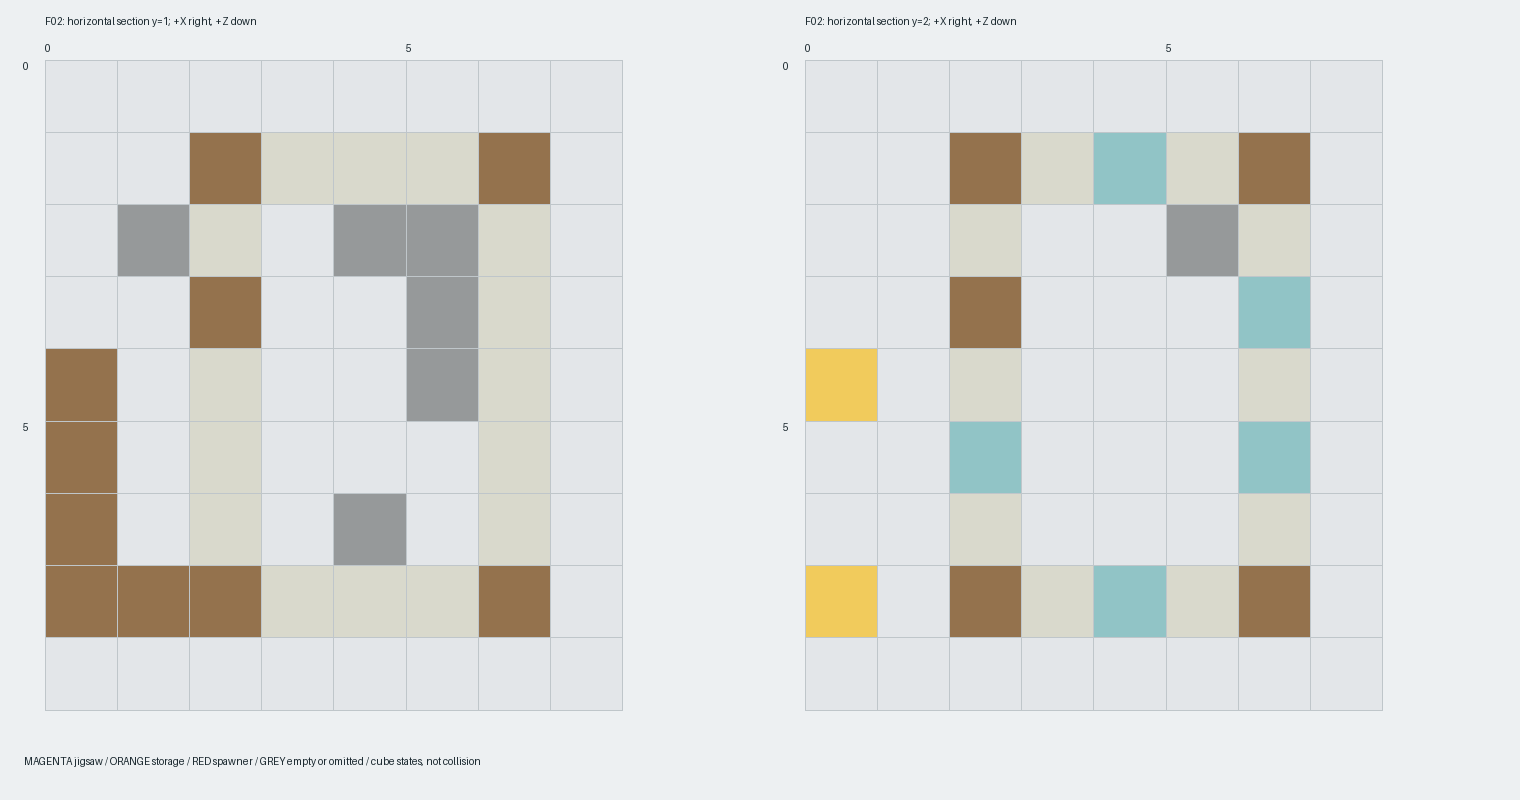 F02: horizontal section y=1; +X right, +Z down
F02: horizontal section y=2; +X right, +Z down
0 5
0 5
0
0
5
5
MAGENTA jigsaw / ORANGE storage / RED spawner / GREY empty or omitted / cube states, not collision